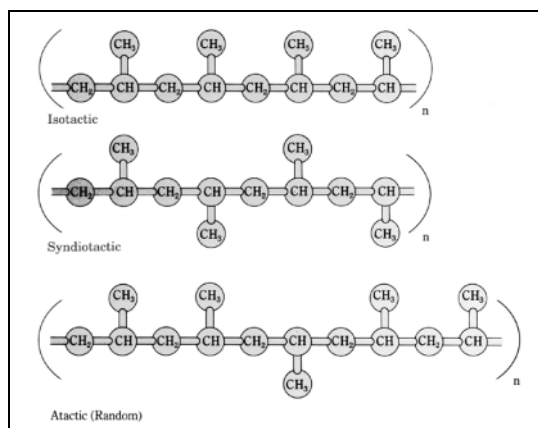 CH₃ CH₃ CH₃ CH₃
CH₂ CH CH₂ CH CH₂ CH CH₂ CH
n
Isotactic
CH₃ CH₃
CH₂ CH CH₂ CH CH₂ CH CH₂ CH
CH₃ CH₃
n
Syndiotactic
CH₃ CH₃ CH₃ CH₃
CH₂ CH CH₂ CH CH₂ CH CH₂ CH CH₂ CH
CH₃
n
Atactic (Random)